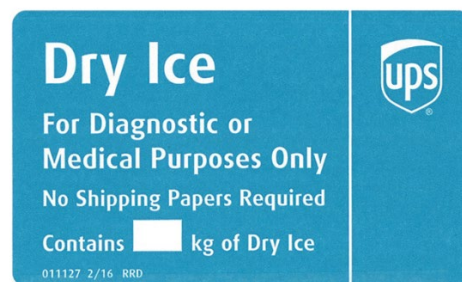 Dry Ice
ups
®
For Diagnostic or
Medical Purposes Only
No Shipping Papers Required
Contains kg of Dry Ice
011127 2/16 RRD